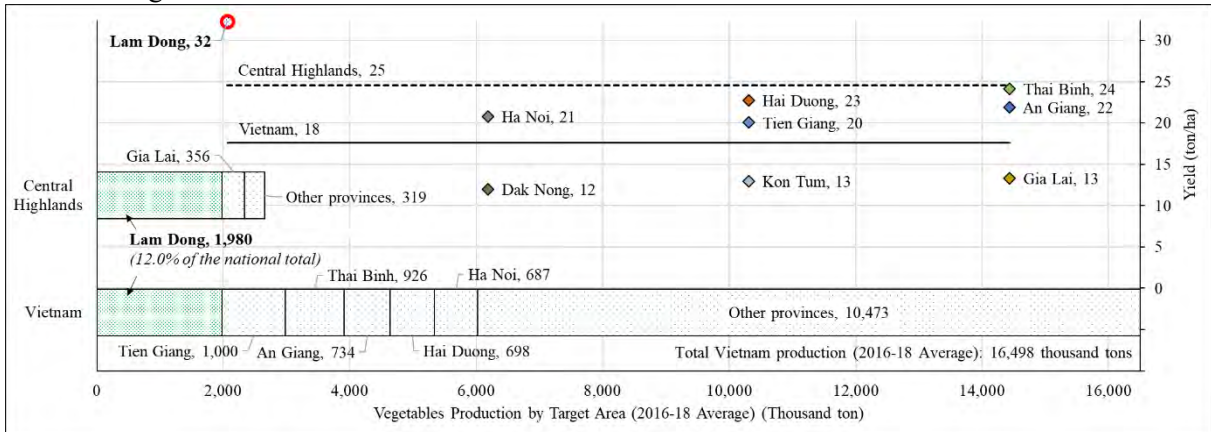 Lam Dong, 32
Central Highlands, 25
Thai Binh, 24
Hai Duong, 23
An Giang, 22
Ha Noi, 21
Tien Giang, 20
Vietnam, 18
Gia Lai, 356
Central
Highlands
Other provinces, 319
Dak Nong, 12
Kon Tum, 13
Gia Lai, 13
Lam Dong, 1,980
(12.0% of the national total)
Thai Binh, 926
Ha Noi, 687
Vietnam
Other provinces, 10,473
Tien Giang, 1,000
An Giang, 734
Hai Duong, 698
Total Vietnam production (2016-18 Average): 16,498 thousand tons
30
25
20
15
10
5
0
Yield (ton/ha)
0 2,000 4,000 6,000 8,000 10,000 12,000 14,000 16,000
Vegetables Production by Target Area (2016-18 Average) (Thousand ton)